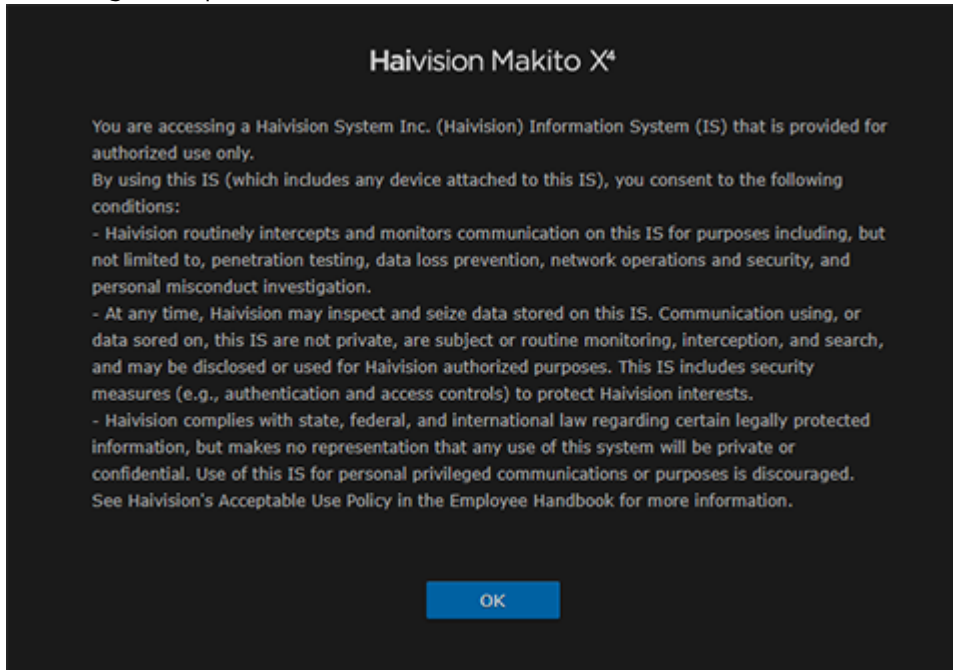 Haivision Makito X⁴
You are accessing a Haivision System Inc. (Haivision) Information System (IS) that is provided for
authorized use only.
By using this IS (which includes any device attached to this IS), you consent to the following
conditions:
- Haivision routinely intercepts and monitors communication on this IS for purposes including, but
not limited to, penetration testing, data loss prevention, network operations and security, and
personal misconduct investigation.
- At any time, Haivision may inspect and seize data stored on this IS. Communication using, or
data sored on, this IS are not private, are subject or routine monitoring, interception, and search,
and may be disclosed or used for Haivision authorized purposes. This IS includes security
measures (e.g., authentication and access controls) to protect Haivision interests.
- Haivision complies with state, federal, and international law regarding certain legally protected
information, but makes no representation that any use of this system will be private or
confidential. Use of this IS for personal privileged communications or purposes is discouraged.
See Haivision's Acceptable Use Policy in the Employee Handbook for more information.
OK